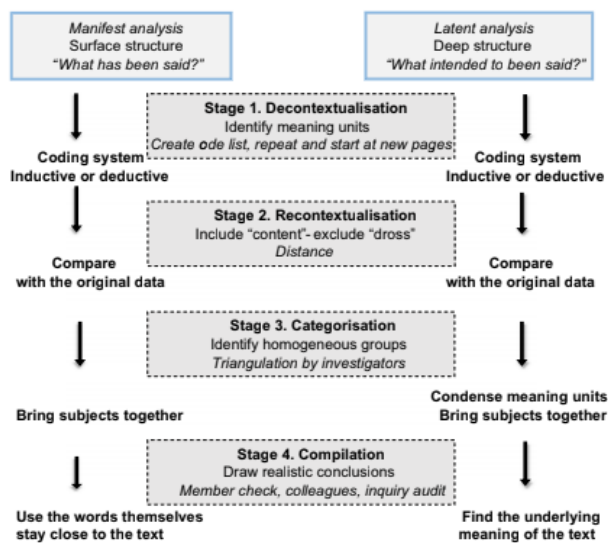 Manifest analysis
Surface structure
“What has been said?”
Latent analysis
Deep structure
“What intended to been said?”
Stage 1. Decontextualisation
Identify meaning units
Create ode list, repeat and start at new pages
Coding system
Inductive or deductive
Coding system
Inductive or deductive
Stage 2. Recontextualisation
Include “content”- exclude “dross”
Distance
Compare
with the original data
Compare
with the original data
Stage 3. Categorisation
Identify homogeneous groups
Triangulation by investigators
Bring subjects together
Condense meaning units
Bring subjects together
Stage 4. Compilation
Draw realistic conclusions
Member check, colleagues, inquiry audit
Use the words themselves
stay close to the text
Find the underlying
meaning of the text